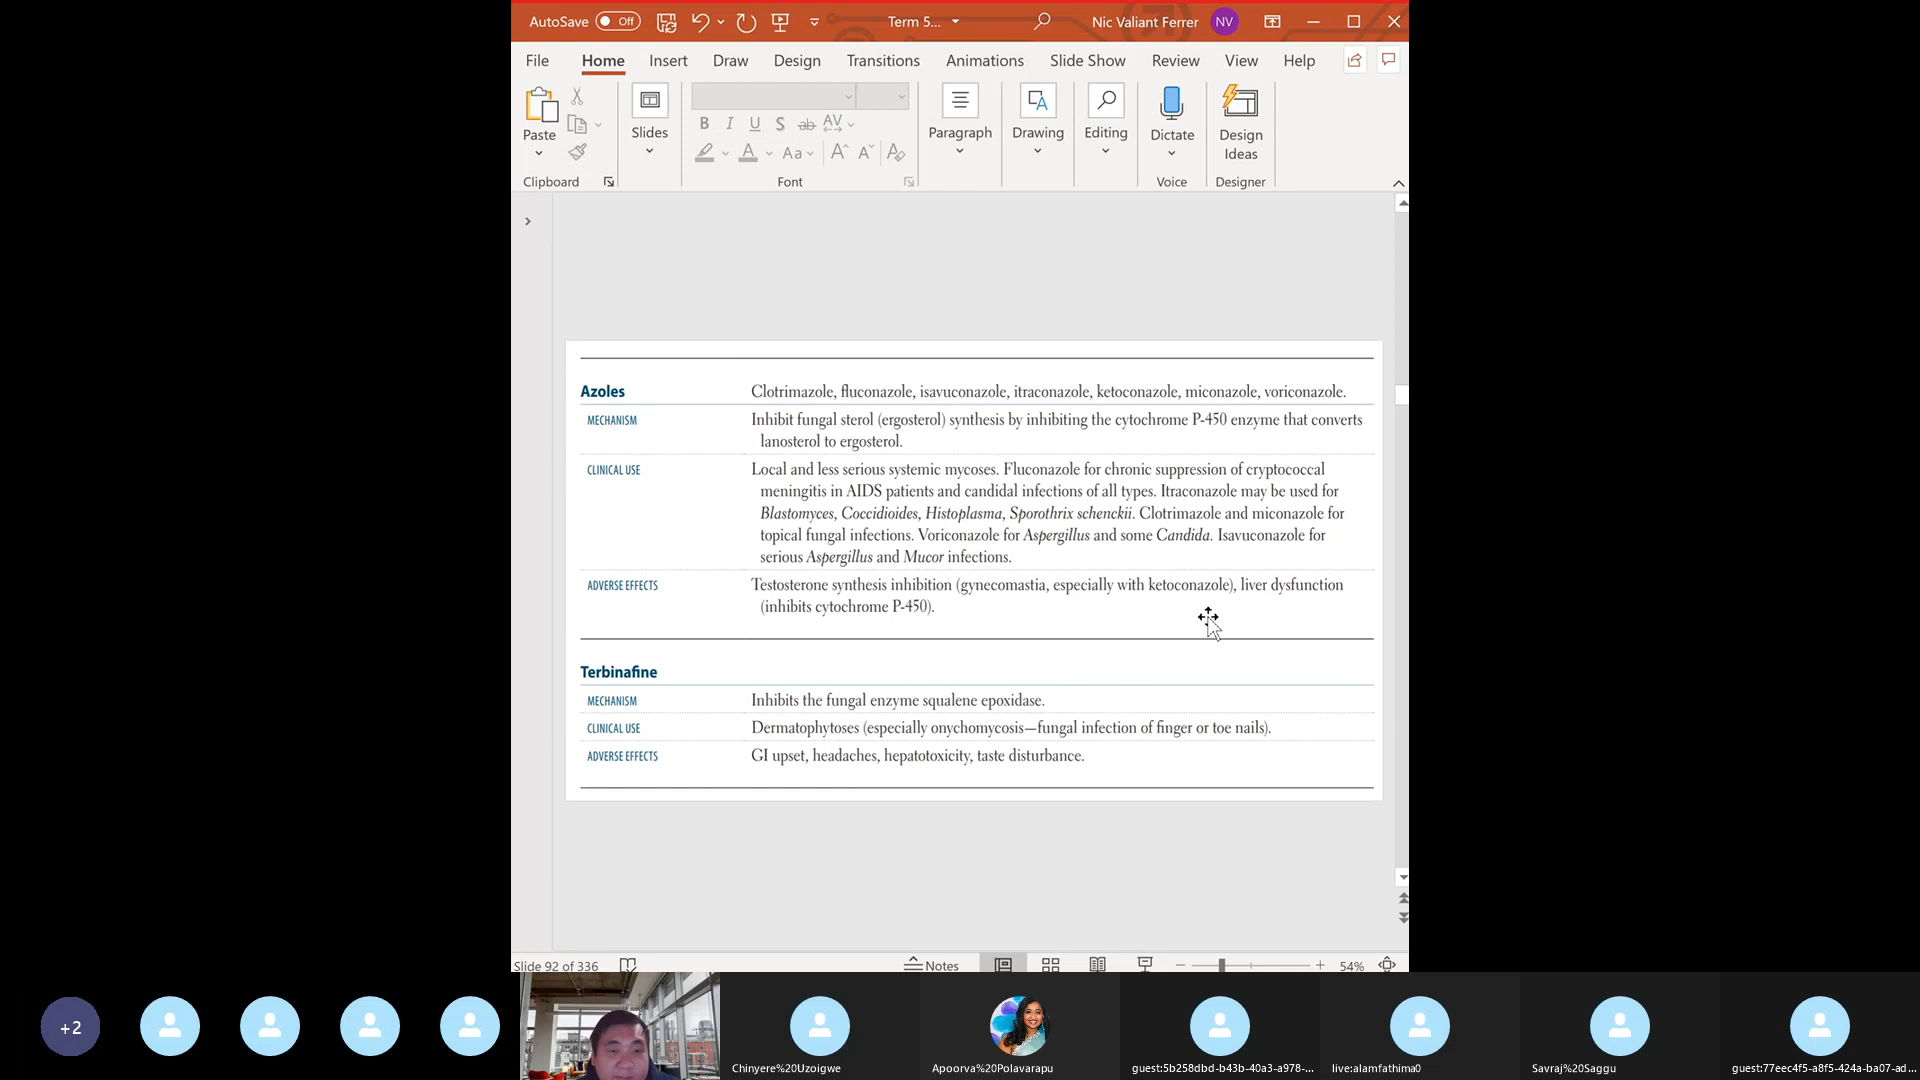 AutoSave Off Term 5... Nic Valiant Ferrer NV
File Home Insert Draw Design Transitions Animations Slide Show Review View Help
Paste Slides B I U S ab AV Aa A A A Paragraph Drawing Editing Dictate Design Ideas
Clipboard Font Voice Designer
Azoles Clotrimazole, fluconazole, isavuconazole, itraconazole, ketoconazole, miconazole, voriconazole.
MECHANISM Inhibit fungal sterol (ergosterol) synthesis by inhibiting the cytochrome P-450 enzyme that converts
lanosterol to ergosterol.
CLINICAL USE Local and less serious systemic mycoses. Fluconazole for chronic suppression of cryptococcal
meningitis in AIDS patients and candidal infections of all types. Itraconazole may be used for
Blastomyces, Coccidioides, Histoplasma, Sporothrix schenckii. Clotrimazole and miconazole for
topical fungal infections. Voriconazole for Aspergillus and some Candida. Isavuconazole for
serious Aspergillus and Mucor infections.
ADVERSE EFFECTS Testosterone synthesis inhibition (gynecomastia, especially with ketoconazole), liver dysfunction
(inhibits cytochrome P-450).
Terbinafine
MECHANISM Inhibits the fungal enzyme squalene epoxidase.
CLINICAL USE Dermatophytoses (especially onychomycosis—fungal infection of finger or toe nails).
ADVERSE EFFECTS GI upset, headaches, hepatotoxicity, taste disturbance.
Slide 92 of 336 Notes 54%
+2
Chinyere%20Uzoigwe Apoorva%20Polavarapu guest:5b258dbd-b43b-40a3-a978-... live:alamfathima0 Savraj%20Saggu guest:77eec4f5-a8f5-424a-ba07-ad...